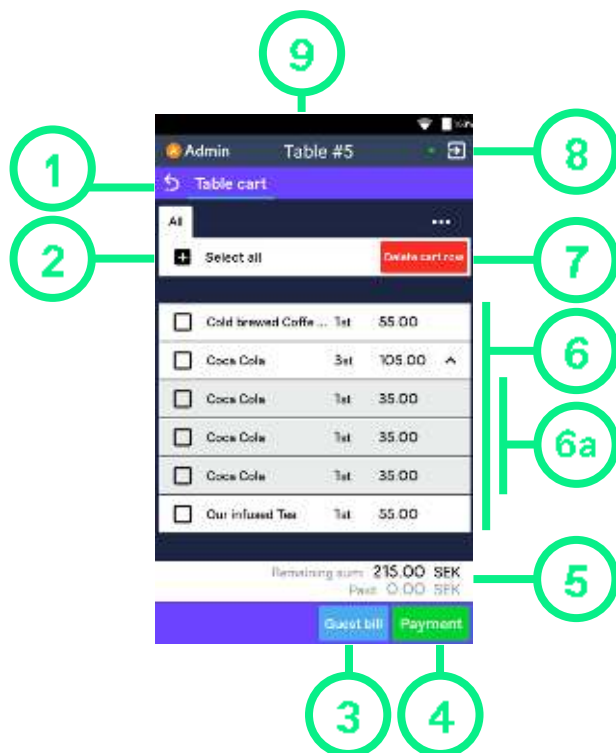 9
Admin Table #5
8
1
Table cart
All
2
Select all Delete cart row
7
Cold brewed Coffe ... 1st 55.00
6
Coca Cola 3st 105.00
Coca Cola 1st 35.00
Coca Cola 1st 35.00
6a
Coca Cola 1st 35.00
Our infused Tea 1st 55.00
Remaining sum: 215.00 SEK
5
Paid: 0.00 SEK
Guest bill Payment
3 4